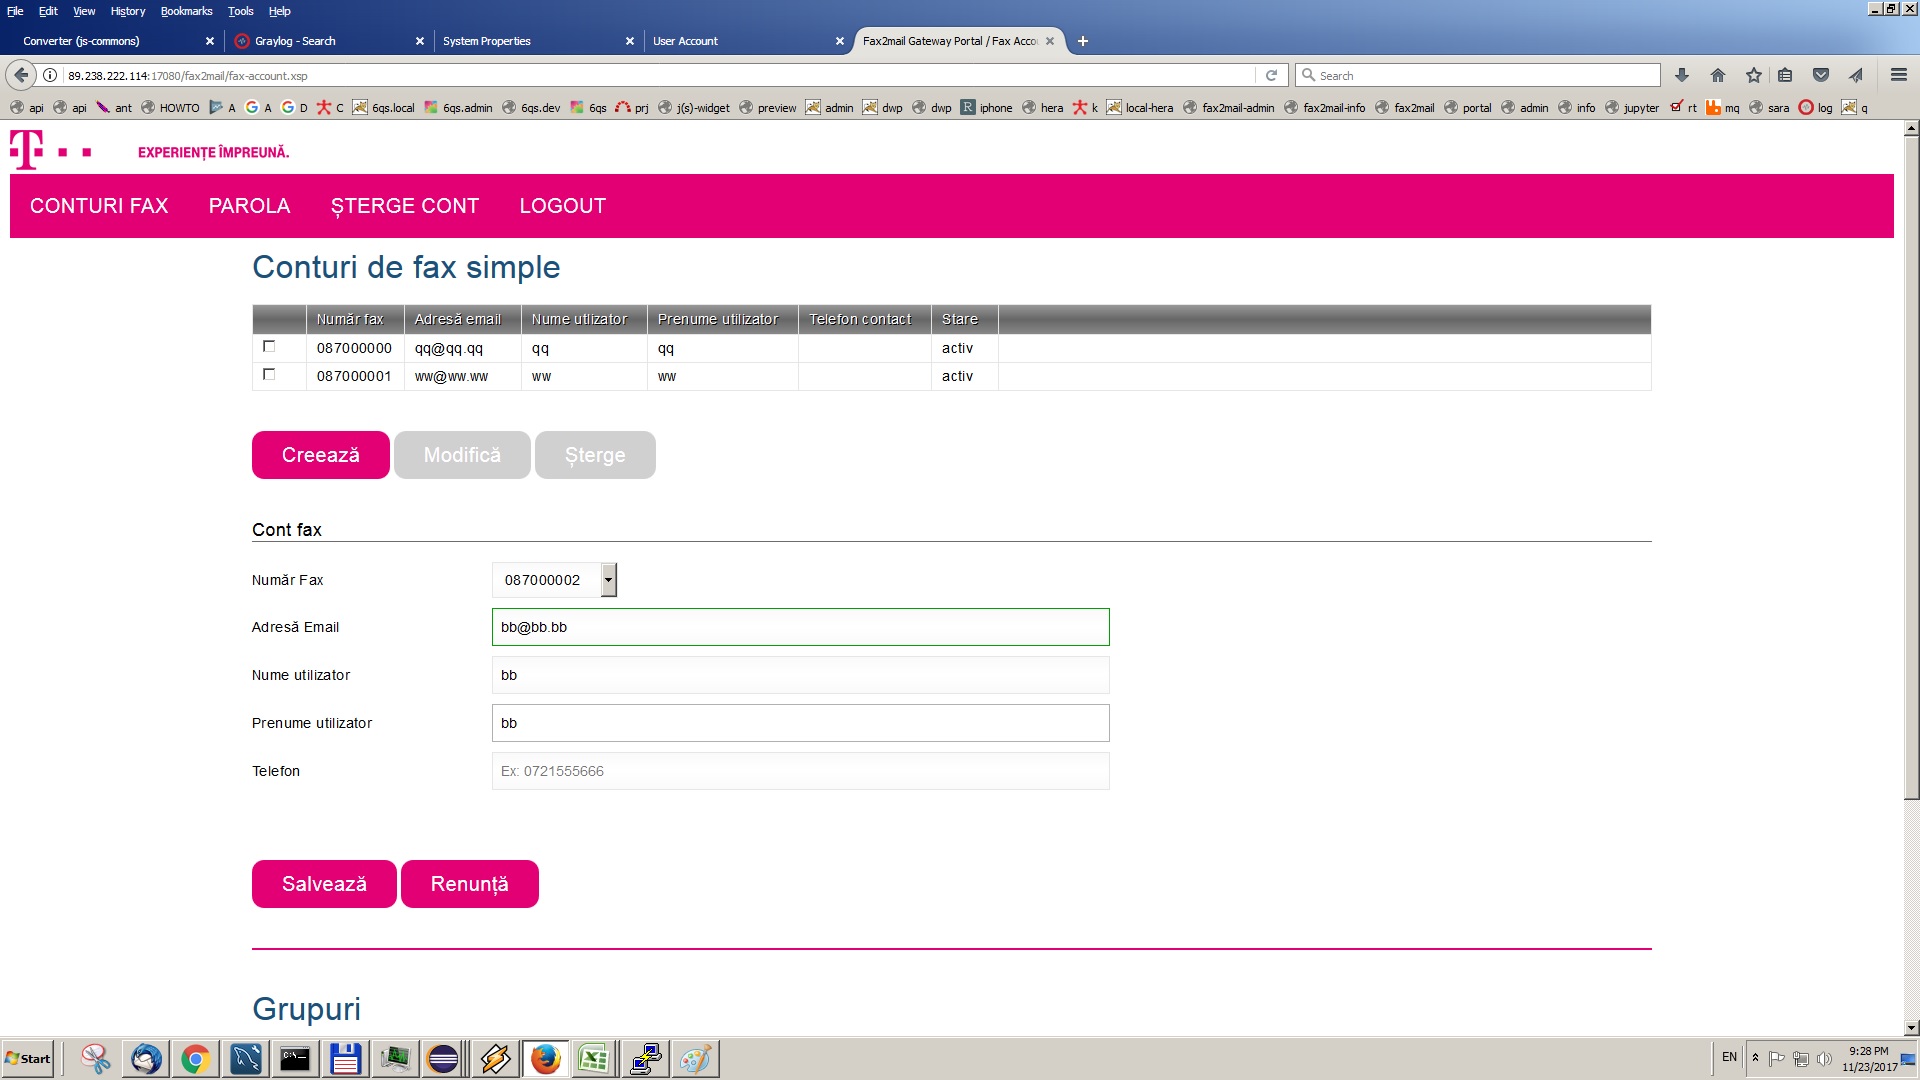 File Edit View History Bookmarks Tools Help
Converter (js-commons) Graylog - Search System Properties User Account Fax2mail Gateway Portal / Fax Acco
89.238.222.114:17080/fax2mail/fax-account.xsp Search
api api ant HOWTO A A D C 6qs.local 6qs.admin 6qs.dev 6qs prj j(s)-widget preview admin dwp dwp iphone hera k local-hera fax2mail-admin fax2mail-info fax2mail portal admin info jupyter rt mq sara log q
T EXPERIENȚE ÎMPREUNĂ.
CONTURI FAX PAROLA ȘTERGE CONT LOGOUT
Conturi de fax simple
Număr fax Adresă email Nume utlizator Prenume utilizator Telefon contact Stare
087000000 qq@qq.qq qq qq activ
087000001 ww@ww.ww ww ww activ
Creează Modifică Șterge
Cont fax
Număr Fax 087000002
Adresă Email bb@bb.bb
Nume utilizator bb
Prenume utilizator bb
Telefon Ex: 0721555666
Salvează Renunță
Grupuri
Start EN 9:28 PM
11/23/2017